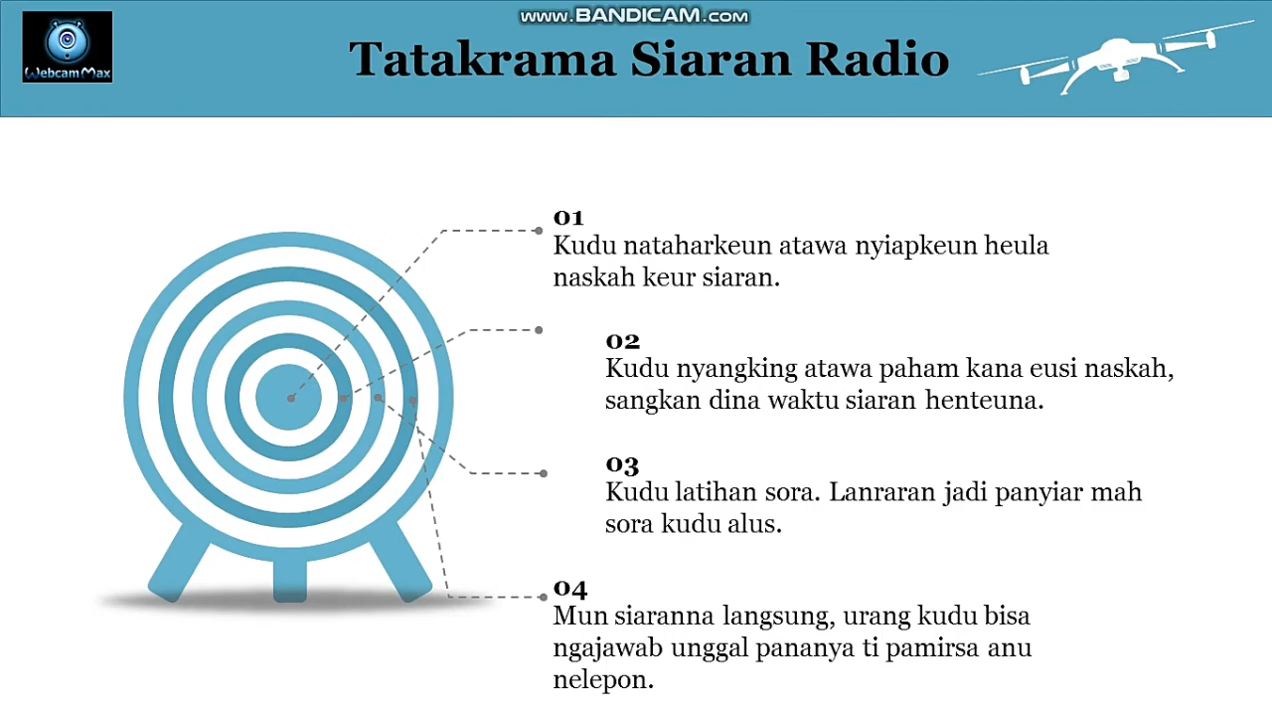 www.BANDICAM.com
WebcamMax
Tatakrama Siaran Radio
01
Kudu nataharkeun atawa nyiapkeun heula
naskah keur siaran.
02
Kudu nyangking atawa paham kana eusi naskah,
sangkan dina waktu siaran henteuna.
03
Kudu latihan sora. Lanraran jadi panyiar mah
sora kudu alus.
04
Mun siaranna langsung, urang kudu bisa
ngajawab unggal pananya ti pamirsa anu
nelepon.